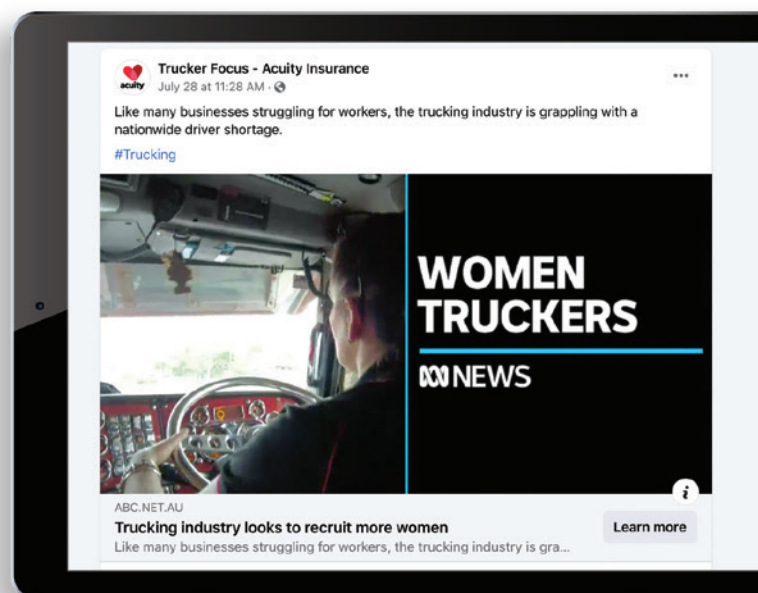 Trucker Focus - Acuity Insurance
acuity
July 28 at 11:28 AM ·
Like many businesses struggling for workers, the trucking industry is grappling with a
nationwide driver shortage.
#Trucking
WOMEN
TRUCKERS
NEWS
i
ABC.NET.AU
Trucking industry looks to recruit more women
Learn more
Like many businesses struggling for workers, the trucking industry is gra...